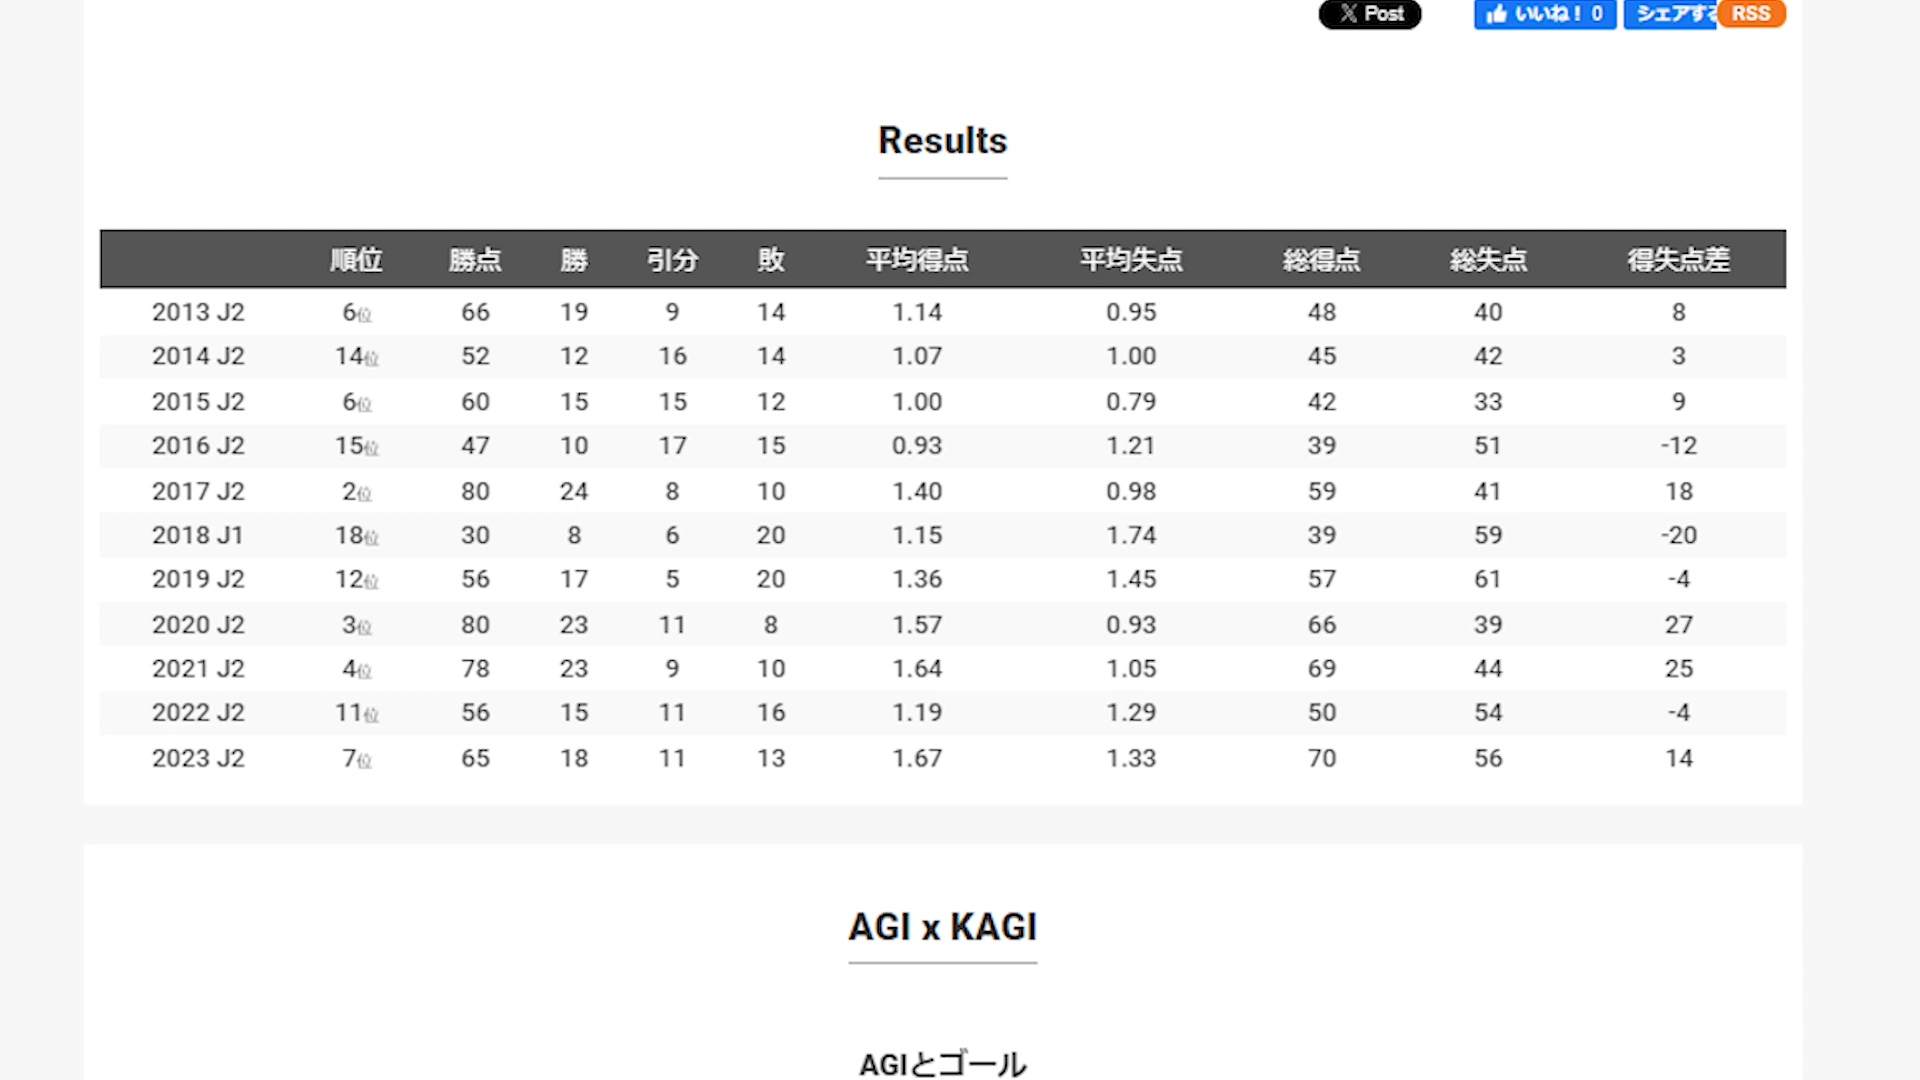 Post いいね！ 0 シェアする RSS
Results
順位 勝点 勝 引分 敗 平均得点 平均失点 総得点 総失点 得失点差
2013 J2 6位 66 19 9 14 1.14 0.95 48 40 8
2014 J2 14位 52 12 16 14 1.07 1.00 45 42 3
2015 J2 6位 60 15 15 12 1.00 0.79 42 33 9
2016 J2 15位 47 10 17 15 0.93 1.21 39 51 -12
2017 J2 2位 80 24 8 10 1.40 0.98 59 41 18
2018 J1 18位 30 8 6 20 1.15 1.74 39 59 -20
2019 J2 12位 56 17 5 20 1.36 1.45 57 61 -4
2020 J2 3位 80 23 11 8 1.57 0.93 66 39 27
2021 J2 4位 78 23 9 10 1.64 1.05 69 44 25
2022 J2 11位 56 15 11 16 1.19 1.29 50 54 -4
2023 J2 7位 65 18 11 13 1.67 1.33 70 56 14
AGI x KAGI
AGIとゴール